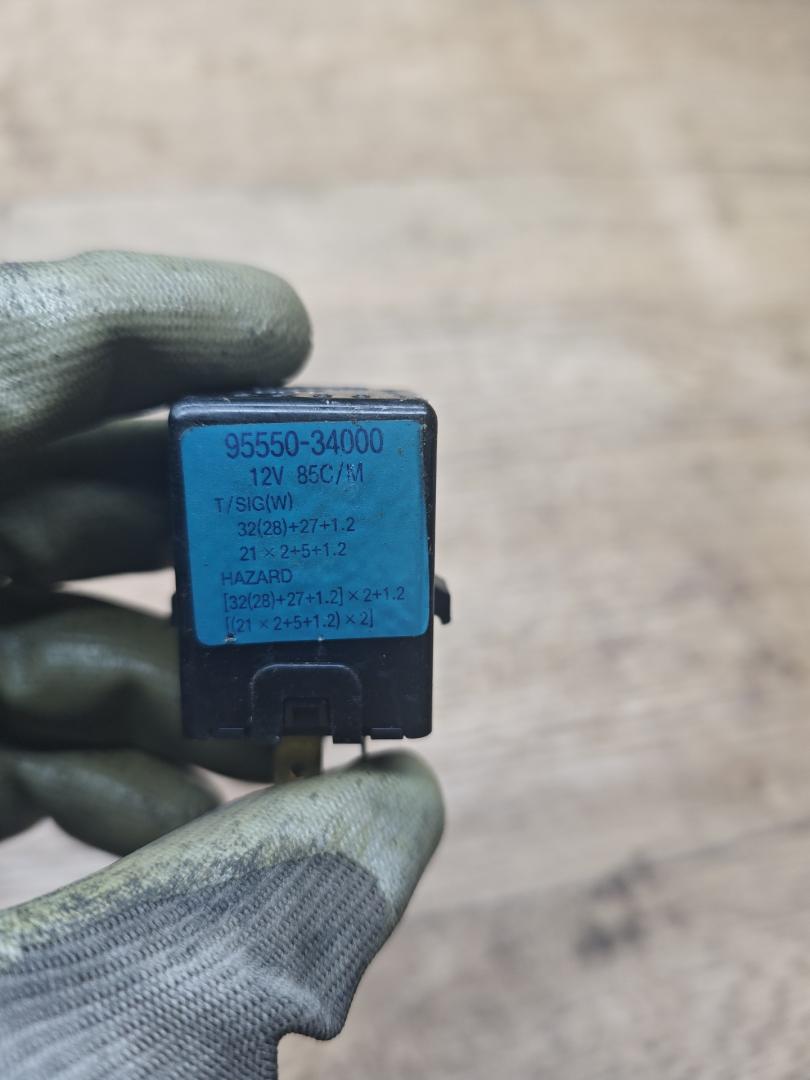 95550-34000
12V 85C/M
T/SIG(W)
32(28)+27+1.2
21×2+5+1.2
HAZARD
[32(28)+27+1.2]×2+1.2
[(21×2+5+1.2)×2]